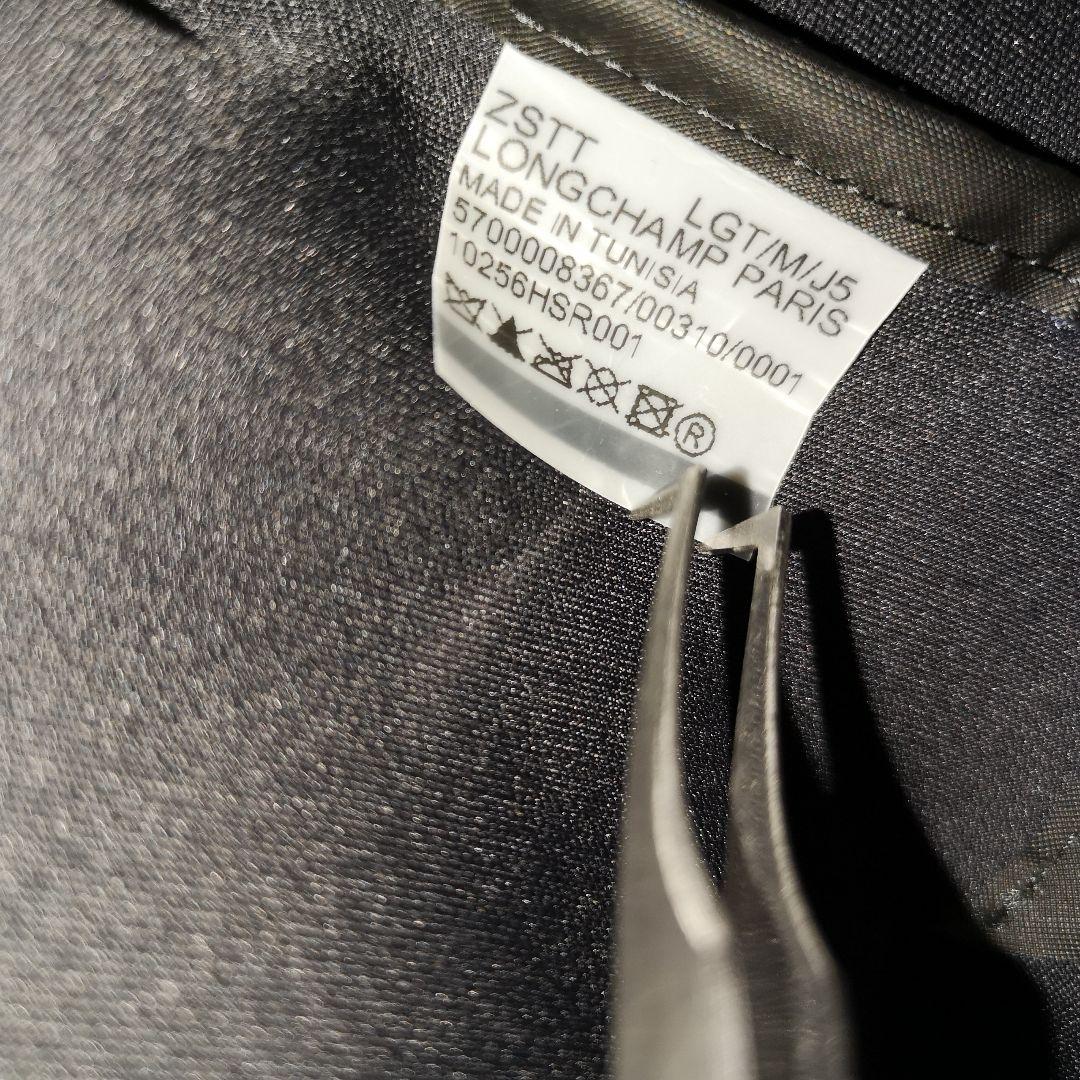 ZSTT LGT/M/J5
LONGCHAMP PARIS
MADE IN TUNISIA
5700008367/00310/0001
10256HSR001
R